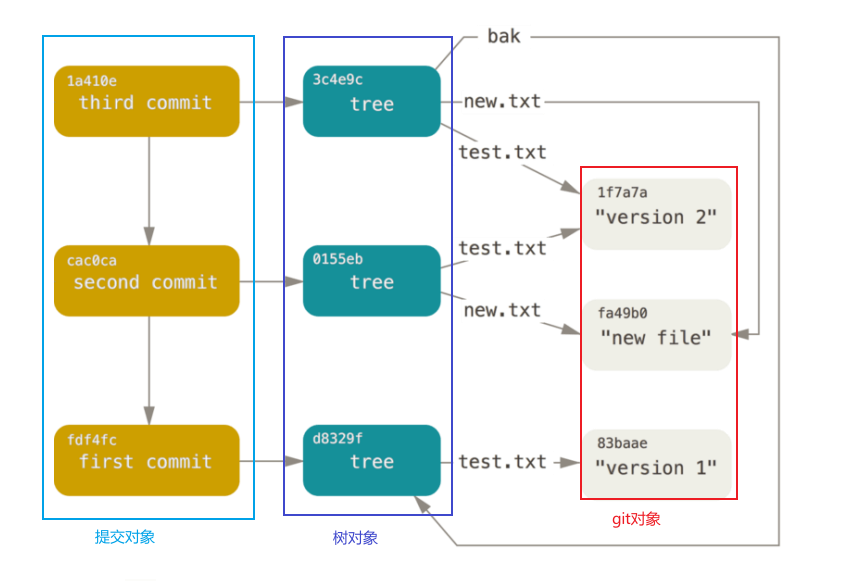 bak
1a410e
third commit
3c4e9c
tree
new.txt
test.txt
1f7a7a
"version 2"
cac0ca
second commit
0155eb
tree
test.txt
new.txt
fa49b0
"new file"
fdf4fc
first commit
d8329f
tree
test.txt
83baae
"version 1"
提交对象
树对象
git对象